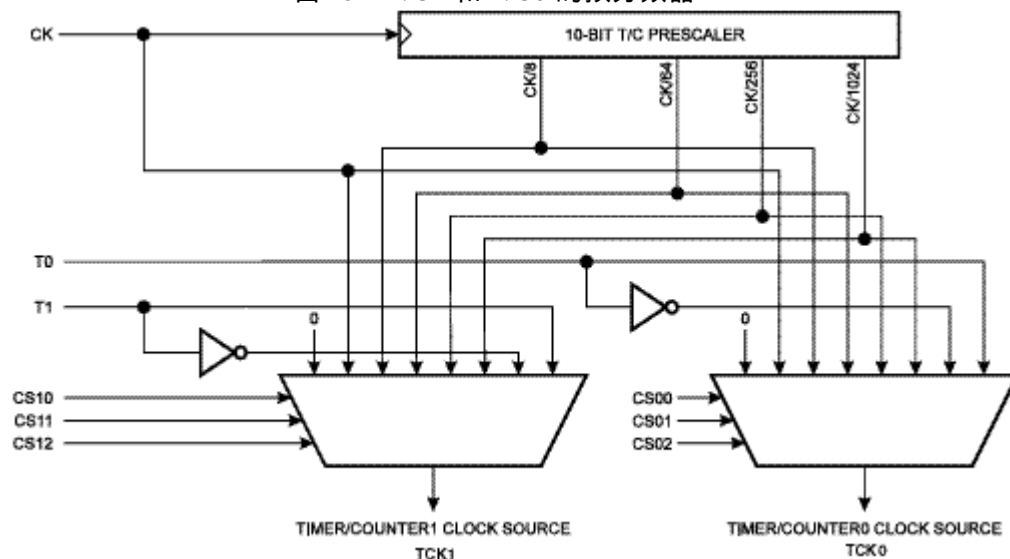 CK
10-BIT T/C PRESCALER
CK/8
CK/64
CK/256
CK/1024
T0
T1
0
0
CS10
CS11
CS12
CS00
CS01
CS02
TIMER/COUNTER1 CLOCK SOURCE
TCK1
TIMER/COUNTER0 CLOCK SOURCE
TCK0